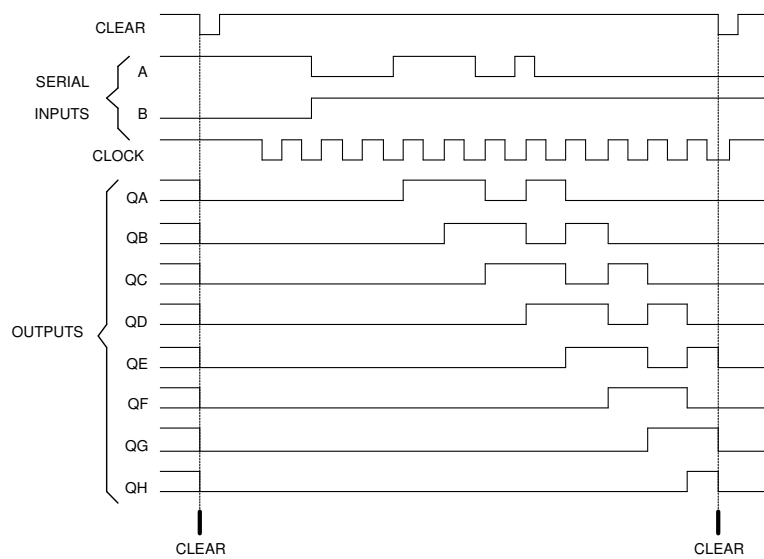 CLEAR
SERIAL
INPUTS
A
B
CLOCK
OUTPUTS
QA
QB
QC
QD
QE
QF
QG
QH
CLEAR
CLEAR